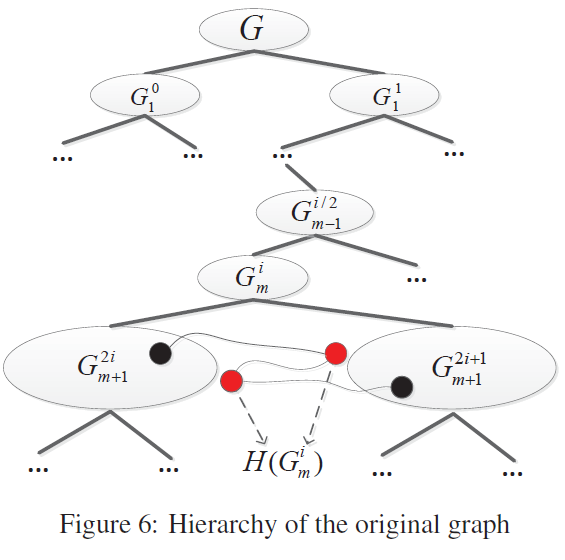 G
G_1^0 G_1^1
... ... ... ...
G_{m-1}^{i/2}
G_m^i ...
G_{m+1}^{2i} G_{m+1}^{2i+1}
H(G_m^i)
... ... ... ...
Figure 6: Hierarchy of the original graph